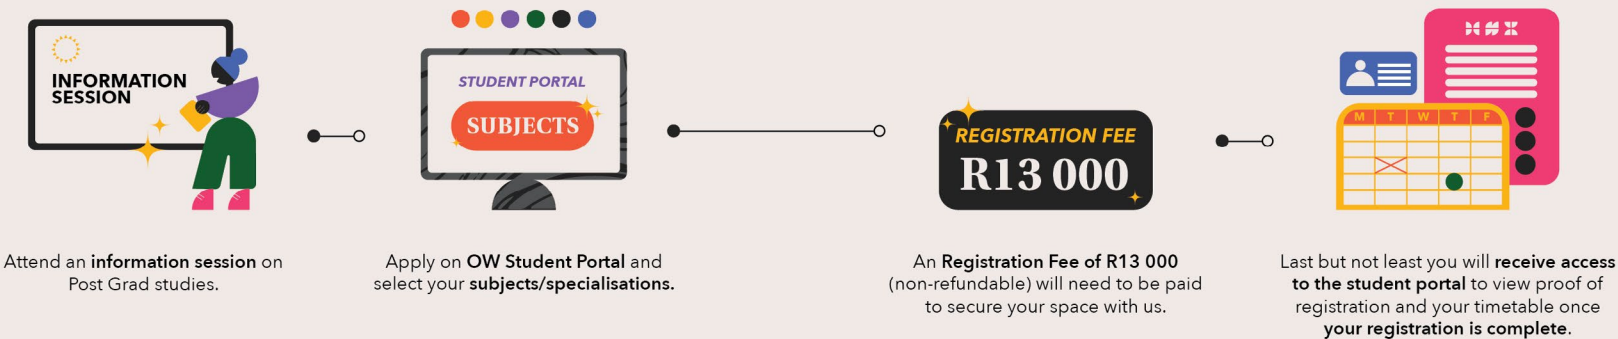 INFORMATION
SESSION
Attend an information session on
Post Grad studies.
STUDENT PORTAL
SUBJECTS
Apply on OW Student Portal and
select your subjects/specialisations.
REGISTRATION FEE
R13 000
An Registration Fee of R13 000
(non-refundable) will need to be paid
to secure your space with us.
M T W T F
Last but not least you will receive access
to the student portal to view proof of
registration and your timetable once
your registration is complete.